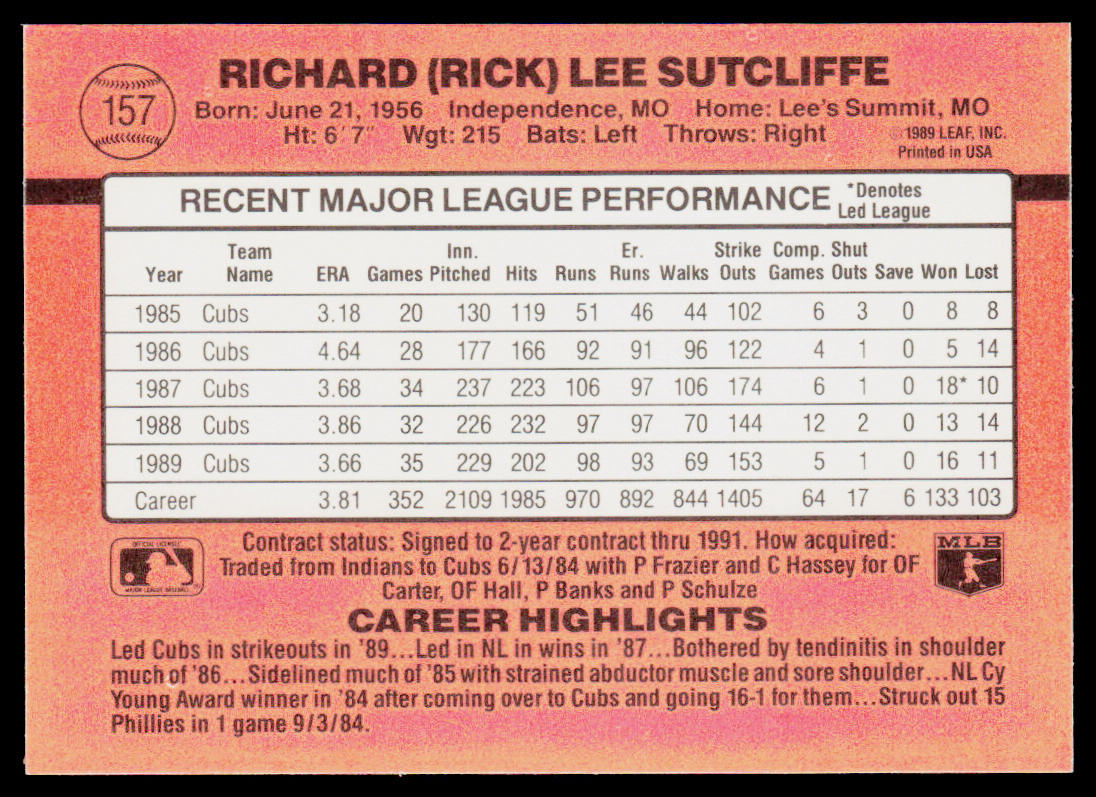 157
RICHARD (RICK) LEE SUTCLIFFE
Born: June 21, 1956 Independence, MO Home: Lee's Summit, MO
Ht: 6'7" Wgt: 215 Bats: Left Throws: Right
©1989 LEAF, INC.
Printed in USA
RECENT MAJOR LEAGUE PERFORMANCE
*Denotes
Led League
Team Inn. Er. Strike Comp. Shut
Year Name ERA Games Pitched Hits Runs Runs Walks Outs Games Outs Save Won Lost
1985 Cubs 3.18 20 130 119 51 46 44 102 6 3 0 8 8
1986 Cubs 4.64 28 177 166 92 91 96 122 4 1 0 5 14
1987 Cubs 3.68 34 237 223 106 97 106 174 6 1 0 18* 10
1988 Cubs 3.86 32 226 232 97 97 70 144 12 2 0 13 14
1989 Cubs 3.66 35 229 202 98 93 69 153 5 1 0 16 11
Career 3.81 352 2109 1985 970 892 844 1405 64 17 6 133 103
OFFICIAL LICENSEE
MAJOR LEAGUE BASEBALL
Contract status: Signed to 2-year contract thru 1991. How acquired:
Traded from Indians to Cubs 6/13/84 with P Frazier and C Hassey for OF
Carter, OF Hall, P Banks and P Schulze
MLB
CAREER HIGHLIGHTS
Led Cubs in strikeouts in '89...Led in NL in wins in '87...Bothered by tendinitis in shoulder
much of '86...Sidelined much of '85 with strained abductor muscle and sore shoulder...NL Cy
Young Award winner in '84 after coming over to Cubs and going 16-1 for them...Struck out 15
Phillies in 1 game 9/3/84.